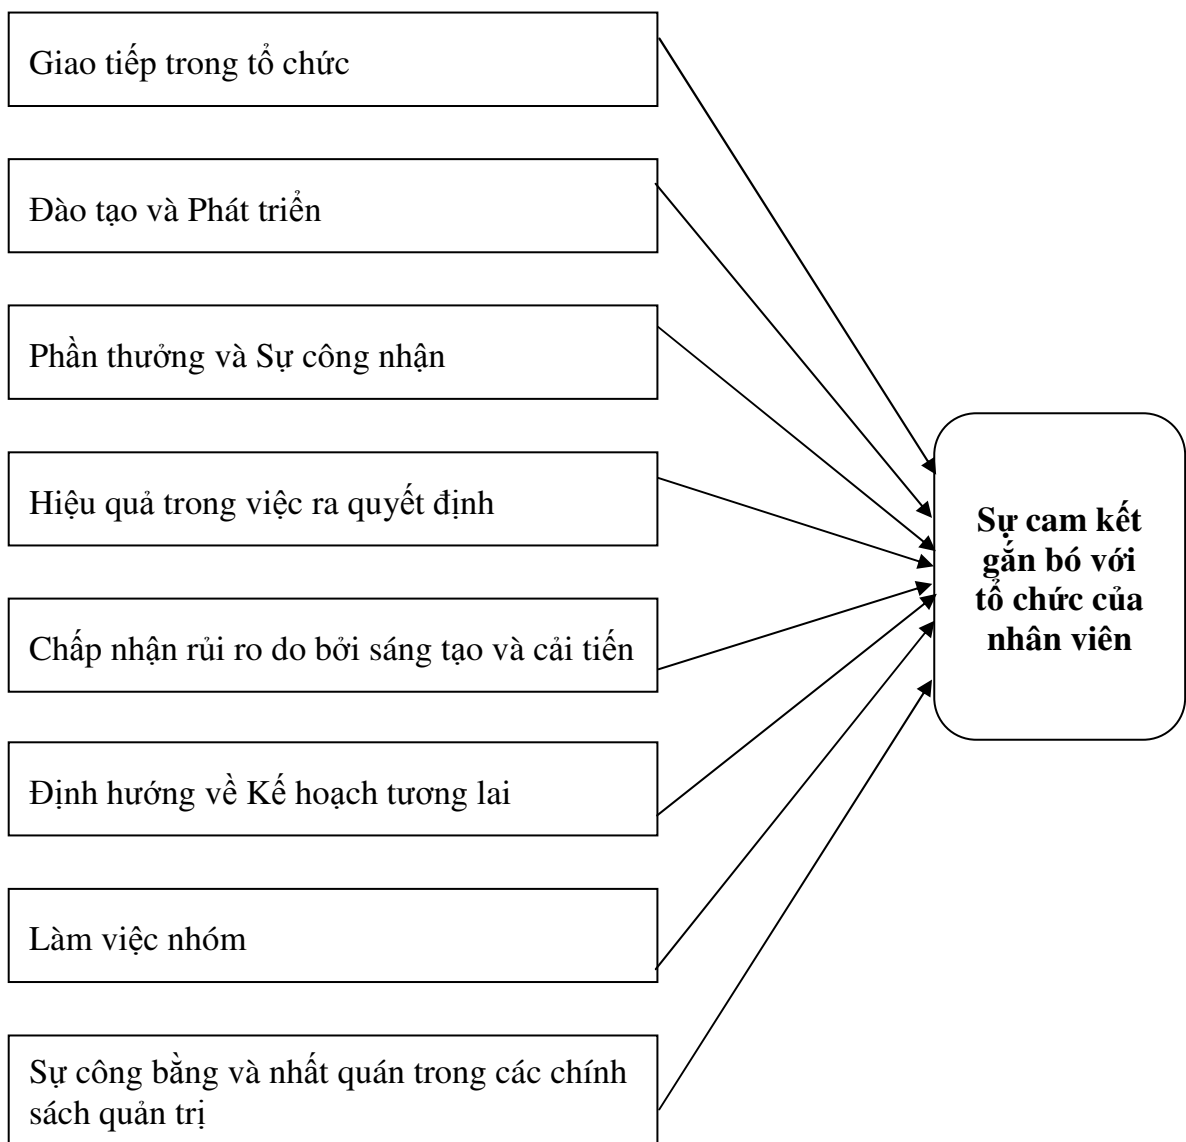 Giao tiếp trong tổ chức
Đào tạo và Phát triển
Phần thưởng và Sự công nhận
Hiệu quả trong việc ra quyết định
Chấp nhận rủi ro do bởi sáng tạo và cải tiến
Định hướng về Kế hoạch tương lai
Làm việc nhóm
Sự công bằng và nhất quán trong các chính
sách quản trị
Sự cam kết
gắn bó với
tổ chức của
nhân viên